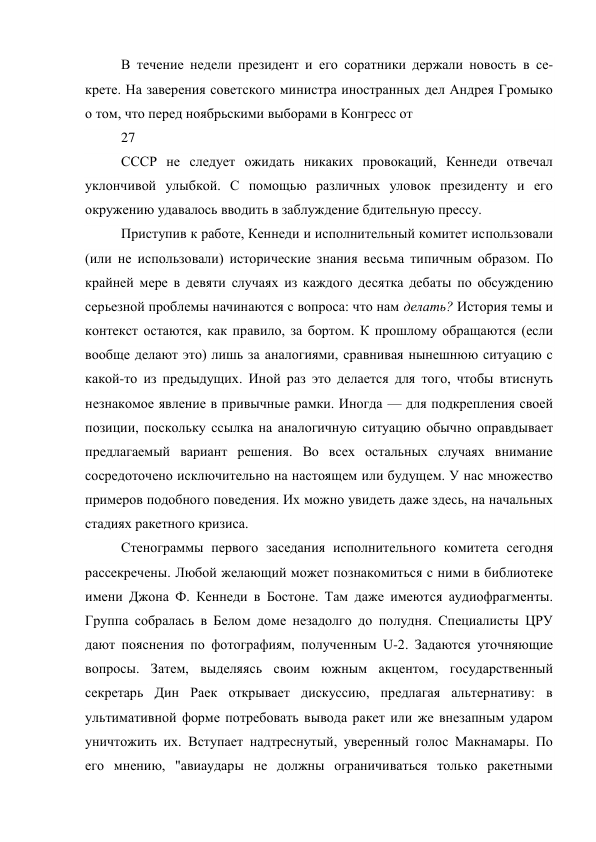 В течение недели президент и его соратники держали новость в се-
крете. На заверения советского министра иностранных дел Андрея Громыко
о том, что перед ноябрьскими выборами в Конгресс от
27
СССР не следует ожидать никаких провокаций, Кеннеди отвечал
уклончивой улыбкой. С помощью различных уловок президенту и его
окружению удавалось вводить в заблуждение бдительную прессу.
Приступив к работе, Кеннеди и исполнительный комитет использовали
(или не использовали) исторические знания весьма типичным образом. По
крайней мере в девяти случаях из каждого десятка дебаты по обсуждению
серьезной проблемы начинаются с вопроса: что нам делать? История темы и
контекст остаются, как правило, за бортом. К прошлому обращаются (если
вообще делают это) лишь за аналогиями, сравнивая нынешнюю ситуацию с
какой-то из предыдущих. Иной раз это делается для того, чтобы втиснуть
незнакомое явление в привычные рамки. Иногда — для подкрепления своей
позиции, поскольку ссылка на аналогичную ситуацию обычно оправдывает
предлагаемый вариант решения. Во всех остальных случаях внимание
сосредоточено исключительно на настоящем или будущем. У нас множество
примеров подобного поведения. Их можно увидеть даже здесь, на начальных
стадиях ракетного кризиса.
Стенограммы первого заседания исполнительного комитета сегодня
рассекречены. Любой желающий может познакомиться с ними в библиотеке
имени Джона Ф. Кеннеди в Бостоне. Там даже имеются аудиофрагменты.
Группа собралась в Белом доме незадолго до полудня. Специалисты ЦРУ
дают пояснения по фотографиям, полученным U-2. Задаются уточняющие
вопросы. Затем, выделяясь своим южным акцентом, государственный
секретарь Дин Раек открывает дискуссию, предлагая альтернативу: в
ультимативной форме потребовать вывода ракет или же внезапным ударом
уничтожить их. Вступает надтреснутый, уверенный голос Макнамары. По
его мнению, "авиаудары не должны ограничиваться только ракетными